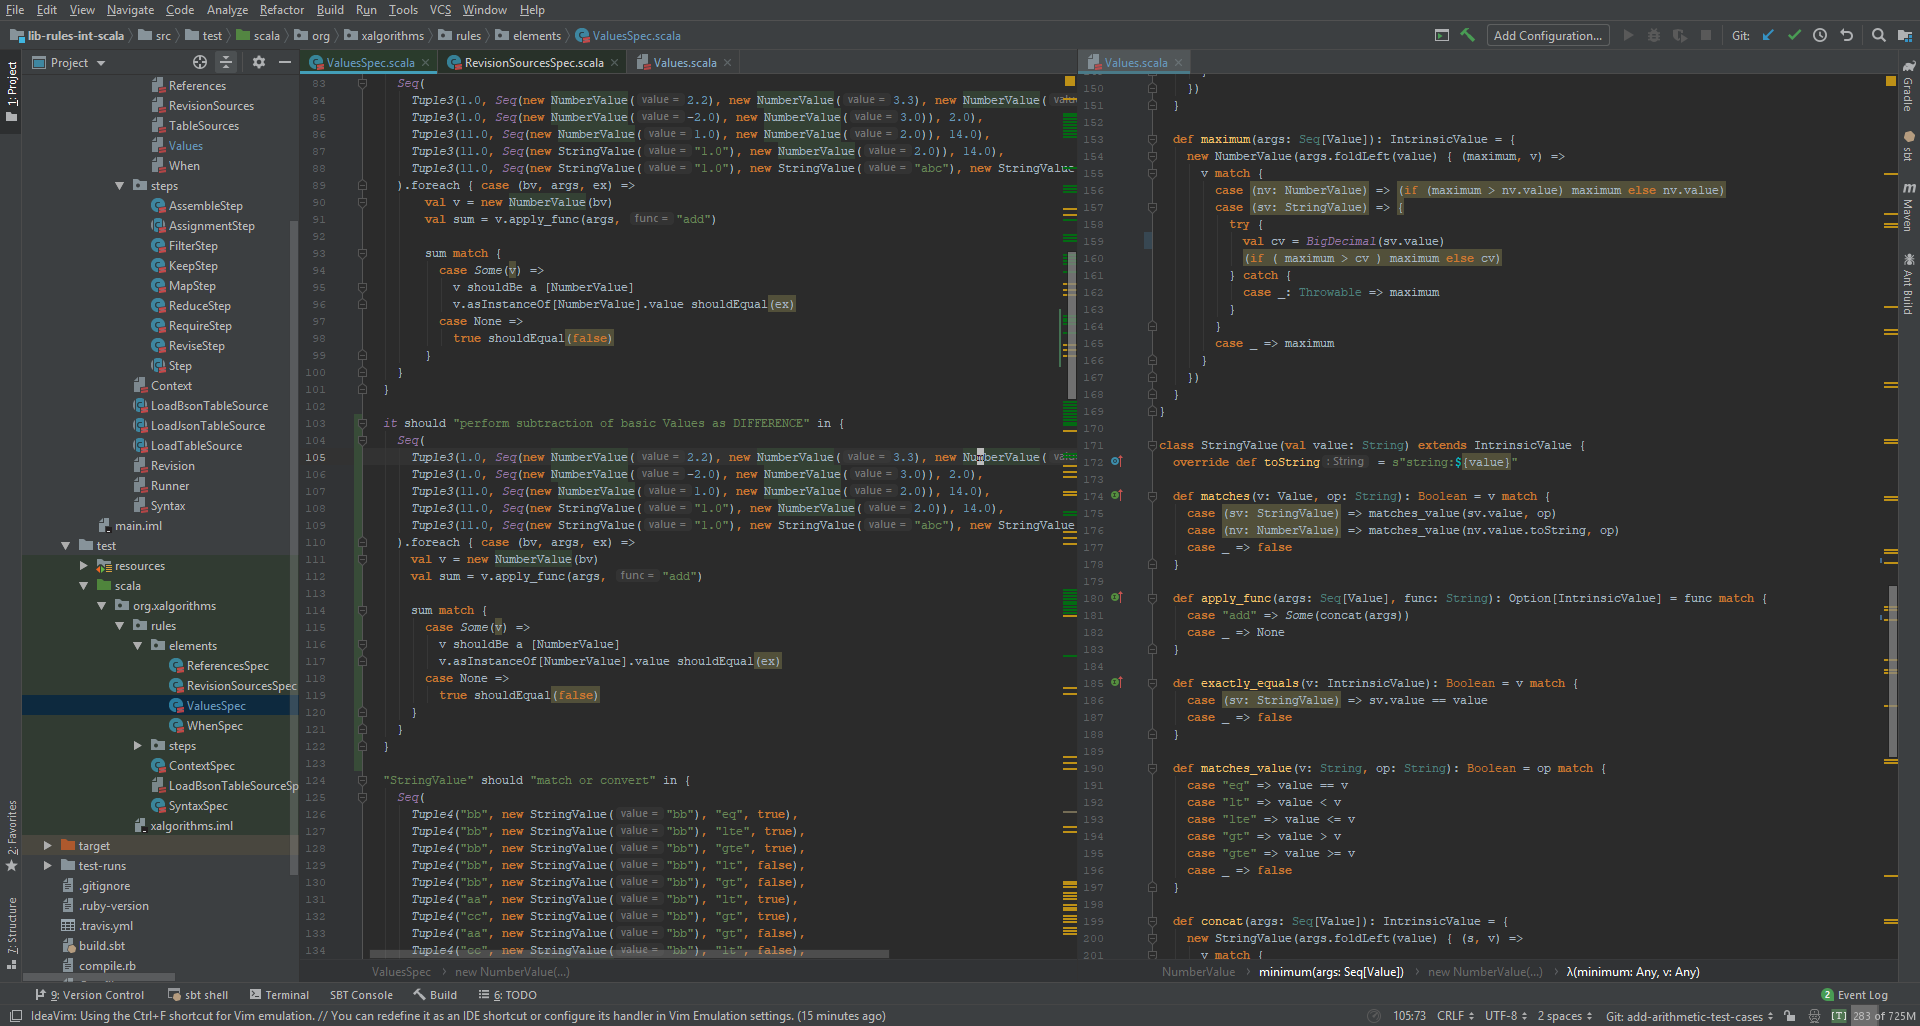 File Edit View Navigate Code Analyze Refactor Build Run Tools VCS Window Help
lib-rules-int-scala src test scala org xalgorithms rules elements ValuesSpec.scala Add Configuration... Git:
1: Project
Project
References
RevisionSources
TableSources
Values
When
steps
AssembleStep
AssignmentStep
FilterStep
KeepStep
MapStep
ReduceStep
RequireStep
ReviseStep
Step
Context
LoadBsonTableSource
LoadJsonTableSource
LoadTableSource
Revision
Runner
Syntax
main.iml
test
resources
scala
org.xalgorithms
rules
elements
ReferencesSpec
RevisionSourcesSpec
ValuesSpec
WhenSpec
steps
ContextSpec
LoadBsonTableSourceSp
SyntaxSpec
xalgorithms.iml
target
test-runs
.gitignore
.ruby-version
.travis.yml
build.sbt
compile.rb
2: Favorites
7: Structure
ValuesSpec.scala RevisionSourcesSpec.scala Values.scala
83 Seq(
84 Tuple3(1.0, Seq(new NumberValue( value = 2.2), new NumberValue( value = 3.3), new NumberValue(
85 Tuple3(1.0, Seq(new NumberValue( value = -2.0), new NumberValue( value = 3.0)), 2.0),
86 Tuple3(11.0, Seq(new NumberValue( value = 1.0), new NumberValue( value = 2.0)), 14.0),
87 Tuple3(11.0, Seq(new StringValue( value = "1.0"), new NumberValue( value = 2.0)), 14.0),
88 Tuple3(11.0, Seq(new StringValue( value = "1.0"), new StringValue( value = "abc"), new StringValue
89 ).foreach { case (bv, args, ex) =>
90 val v = new NumberValue(bv)
91 val sum = v.apply_func(args, func = "add")
92
93 sum match {
94 case Some(v) =>
95 v shouldBe a [NumberValue]
96 v.asInstanceOf[NumberValue].value shouldEqual(ex)
97 case None =>
98 true shouldEqual(false)
99 }
100 }
101 }
102
103 it should "perform subtraction of basic Values as DIFFERENCE" in {
104 Seq(
105 Tuple3(1.0, Seq(new NumberValue( value = 2.2), new NumberValue( value = 3.3), new NumberValue(
106 Tuple3(1.0, Seq(new NumberValue( value = -2.0), new NumberValue( value = 3.0)), 2.0),
107 Tuple3(11.0, Seq(new NumberValue( value = 1.0), new NumberValue( value = 2.0)), 14.0),
108 Tuple3(11.0, Seq(new StringValue( value = "1.0"), new NumberValue( value = 2.0)), 14.0),
109 Tuple3(11.0, Seq(new StringValue( value = "1.0"), new StringValue( value = "abc"), new StringValue
110 ).foreach { case (bv, args, ex) =>
111 val v = new NumberValue(bv)
112 val sum = v.apply_func(args, func = "add")
113
114 sum match {
115 case Some(v) =>
116 v shouldBe a [NumberValue]
117 v.asInstanceOf[NumberValue].value shouldEqual(ex)
118 case None =>
119 true shouldEqual(false)
120 }
121 }
122 }
123
124 "StringValue" should "match or convert" in {
125 Seq(
126 Tuple4("bb", new StringValue( value = "bb"), "eq", true),
127 Tuple4("bb", new StringValue( value = "bb"), "lte", true),
128 Tuple4("bb", new StringValue( value = "bb"), "gte", true),
129 Tuple4("bb", new StringValue( value = "bb"), "lt", false),
130 Tuple4("bb", new StringValue( value = "bb"), "gt", false),
131 Tuple4("aa", new StringValue( value = "bb"), "lt", true),
132 Tuple4("cc", new StringValue( value = "bb"), "gt", true),
133 Tuple4("aa", new StringValue( value = "bb"), "gt", false),
134 Tuple4("cc", new StringValue( value = "bb"), "lt", false),
ValuesSpec new NumberValue(...)
Values.scala
150 })
151 }
152
153 def maximum(args: Seq[Value]): IntrinsicValue = {
154 new NumberValue(args.foldLeft(value) { (maximum, v) =>
155 v match {
156 case (nv: NumberValue) => (if (maximum > nv.value) maximum else nv.value)
157 case (sv: StringValue) => {
158 try {
159 val cv = BigDecimal(sv.value)
160 (if ( maximum > cv ) maximum else cv)
161 } catch {
162 case _: Throwable => maximum
163 }
164 }
165 case _ => maximum
166 }
167 })
168 }
169 }
170
171 class StringValue(val value: String) extends IntrinsicValue {
172 override def toString : String = s"string:${value}"
173
174 def matches(v: Value, op: String): Boolean = v match {
175 case (sv: StringValue) => matches_value(sv.value, op)
176 case (nv: NumberValue) => matches_value(nv.value.toString, op)
177 case _ => false
178 }
179
180 def apply_func(args: Seq[Value], func: String): Option[IntrinsicValue] = func match {
181 case "add" => Some(concat(args))
182 case _ => None
183 }
184
185 def exactly_equals(v: IntrinsicValue): Boolean = v match {
186 case (sv: StringValue) => sv.value == value
187 case _ => false
188 }
189
190 def matches_value(v: String, op: String): Boolean = op match {
191 case "eq" => value == v
192 case "lt" => value < v
193 case "lte" => value <= v
194 case "gt" => value > v
195 case "gte" => value >= v
196 case _ => false
197 }
198
199 def concat(args: Seq[Value]): IntrinsicValue = {
200 new StringValue(args.foldLeft(value) { (s, v) =>
201 v match {
NumberValue minimum(args: Seq[Value]) new NumberValue(...) λ(minimum: Any, v: Any)
Gradle
sbt
Maven
Ant Build
9: Version Control sbt shell Terminal SBT Console Build 6: TODO 2 Event Log
IdeaVim: Using the Ctrl+F shortcut for Vim emulation. // You can redefine it as an IDE shortcut or configure its handler in Vim Emulation settings. (15 minutes ago) 105:73 CRLF UTF-8 2 spaces Git: add-arithmetic-test-cases [T] 283 of 725M